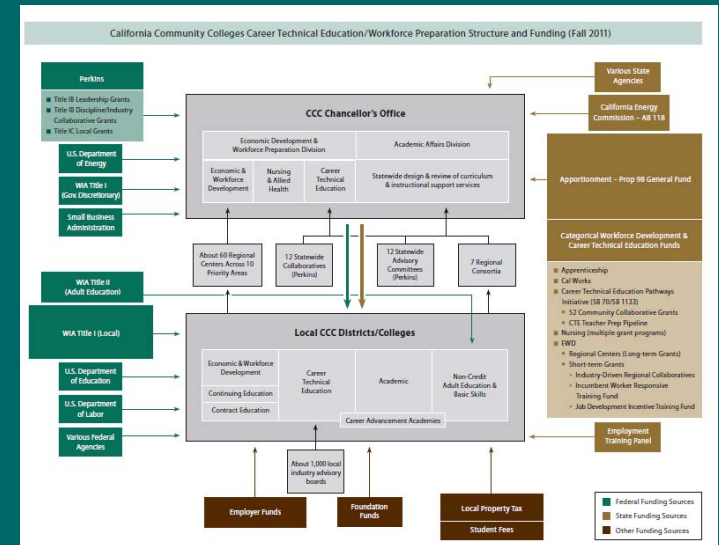 California Community Colleges Career Technical Education/Workforce Preparation Structure and Funding (Fall 2011)
Perkins
■ Title IB Leadership Grants
■ Title IB Discipline/Industry
Collaborative Grants
■ Title IC Local Grants
U.S. Department
of Energy
WIA Title I
(Gov. Discretionary)
Small Business
Administration
WIA Title II
(Adult Education)
WIA Title I (Local)
U.S. Department
of Education
U.S. Department
of Labor
Various Federal
Agencies
CCC Chancellor's Office
Economic Development &
Workforce Preparation Division
Academic Affairs Division
Economic &
Workforce
Development
Nursing
& Allied
Health
Career
Technical
Education
Statewide design & review of curriculum
& instructional support services
About 60 Regional
Centers Across 10
Priority Areas
12 Statewide
Collaboratives
(Perkins)
12 Statewide
Advisory
Committees
(Perkins)
7 Regional
Consortia
Local CCC Districts/Colleges
Economic & Workforce
Development
Continuing Education
Contract Education
Career
Technical
Education
Academic
Non-Credit
Adult Education &
Basic Skills
Career Advancement Academies
About 1,000 local
industry advisory
boards
Employer Funds
Foundation
Funds
Local Property Tax
Student Fees
Various State
Agencies
California Energy
Commission – AB 118
Apportionment – Prop 98 General Fund
Categorical Workforce Development &
Career Technical Education Funds
■ Apprenticeship
■ Cal Works
■ Career Technical Education Pathways
Initiative (SB 70/SB 1133)
52 Community Collaborative Grants
CTE Teacher Prep Pipeline
■ Nursing (multiple grant programs)
■ EWD
Regional Centers (Long-term Grants)
Short-term Grants
Industry-Driven Regional Collaboratives
Incumbent Worker Responsive
Training Fund
Job Development Incentive Training Fund
Employment
Training Panel
Federal Funding Sources
State Funding Sources
Other Funding Sources